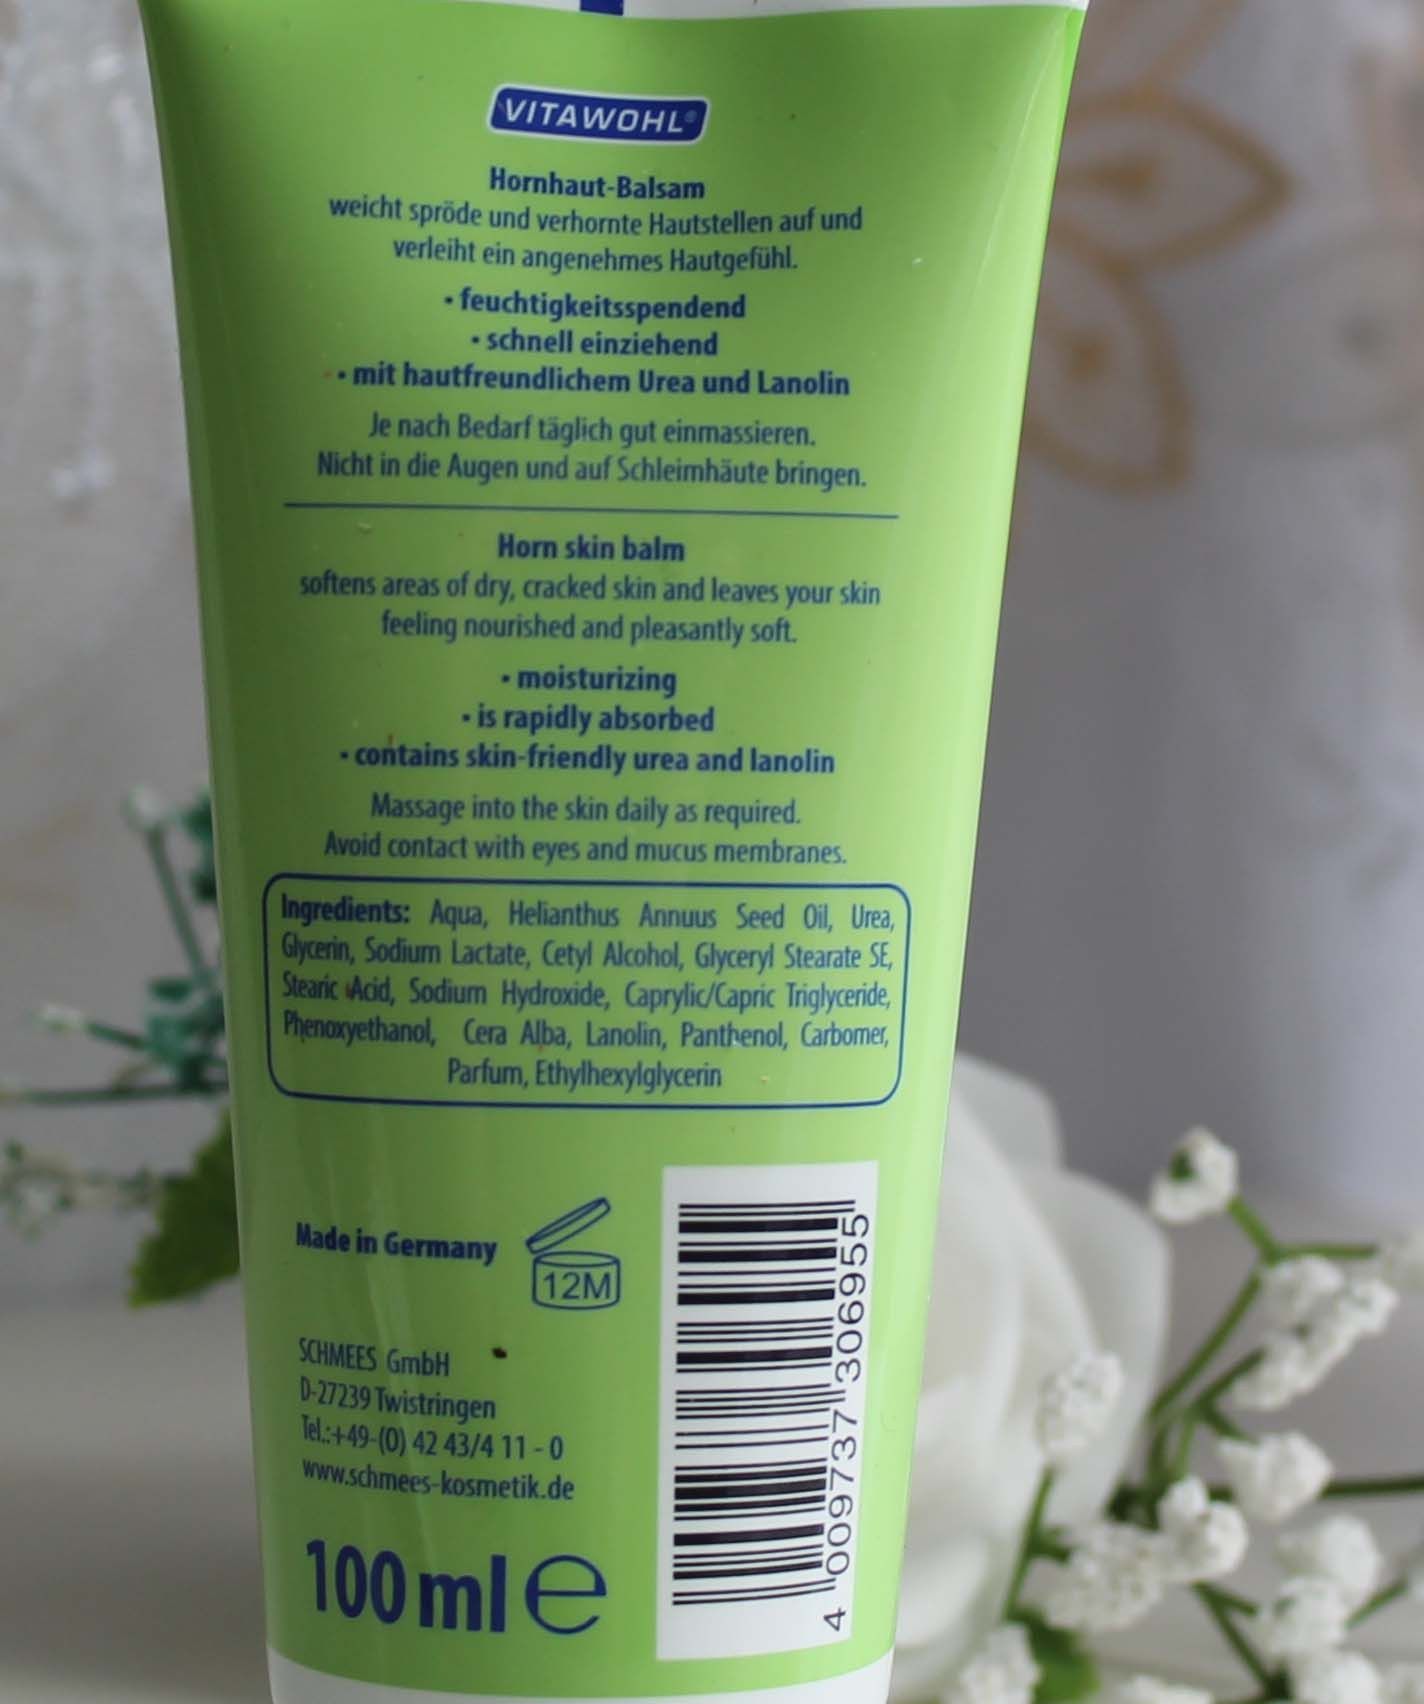 VITAWOHL®
Hornhaut-Balsam
weicht spröde und verhornte Hautstellen auf und
verleiht ein angenehmes Hautgefühl.
• feuchtigkeitsspendend
• schnell einziehend
• mit hautfreundlichem Urea und Lanolin
Je nach Bedarf täglich gut einmassieren.
Nicht in die Augen und auf Schleimhäute bringen.
Horn skin balm
softens areas of dry, cracked skin and leaves your skin
feeling nourished and pleasantly soft.
• moisturizing
• is rapidly absorbed
• contains skin-friendly urea and lanolin
Massage into the skin daily as required.
Avoid contact with eyes and mucus membranes.
Ingredients: Aqua, Helianthus Annuus Seed Oil, Urea,
Glycerin, Sodium Lactate, Cetyl Alcohol, Glyceryl Stearate SE,
Stearic Acid, Sodium Hydroxide, Caprylic/Capric Triglyceride,
Phenoxyethanol, Cera Alba, Lanolin, Panthenol, Carbomer,
Parfum, Ethylhexylglycerin
Made in Germany
12M
SCHMEES GmbH
D-27239 Twistringen
Tel.:+49-(0) 42 43/4 11 - 0
www.schmees-kosmetik.de
100 ml e
4 009737 306955